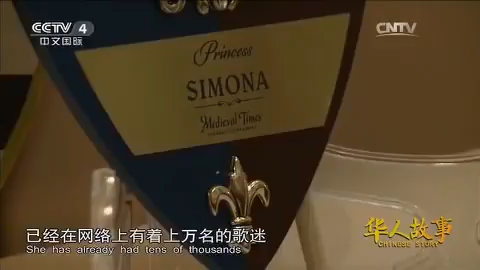 CCTV 4
中文国际
CNTV
Princess
SIMONA
Medieval Times
已经在网络上有着上万名的歌迷
She has already had tens of thousands
华人故事
CHINESE STORY